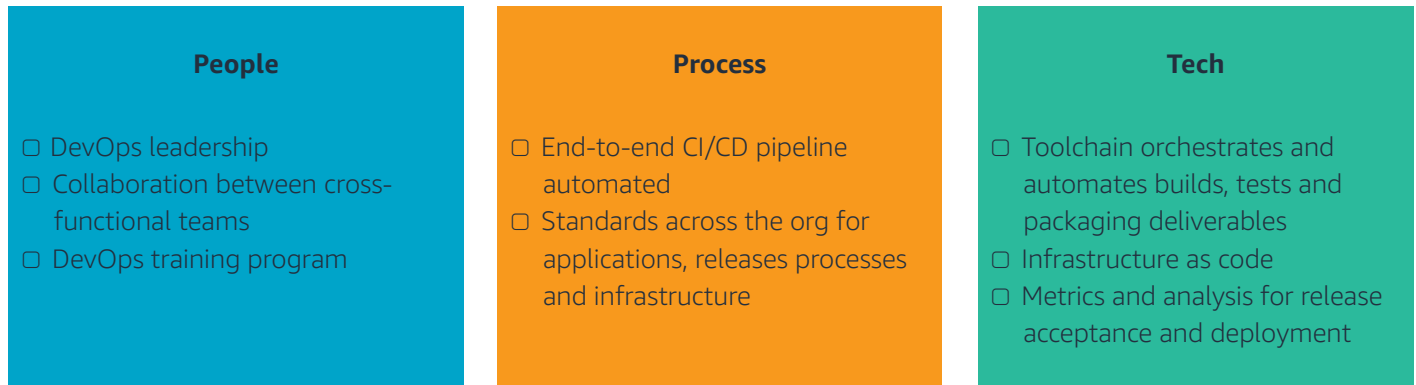 People
▢ DevOps leadership
▢ Collaboration between cross-
functional teams
▢ DevOps training program
Process
▢ End-to-end CI/CD pipeline
automated
▢ Standards across the org for
applications, releases processes
and infrastructure
Tech
▢ Toolchain orchestrates and
automates builds, tests and
packaging deliverables
▢ Infrastructure as code
▢ Metrics and analysis for release
acceptance and deployment